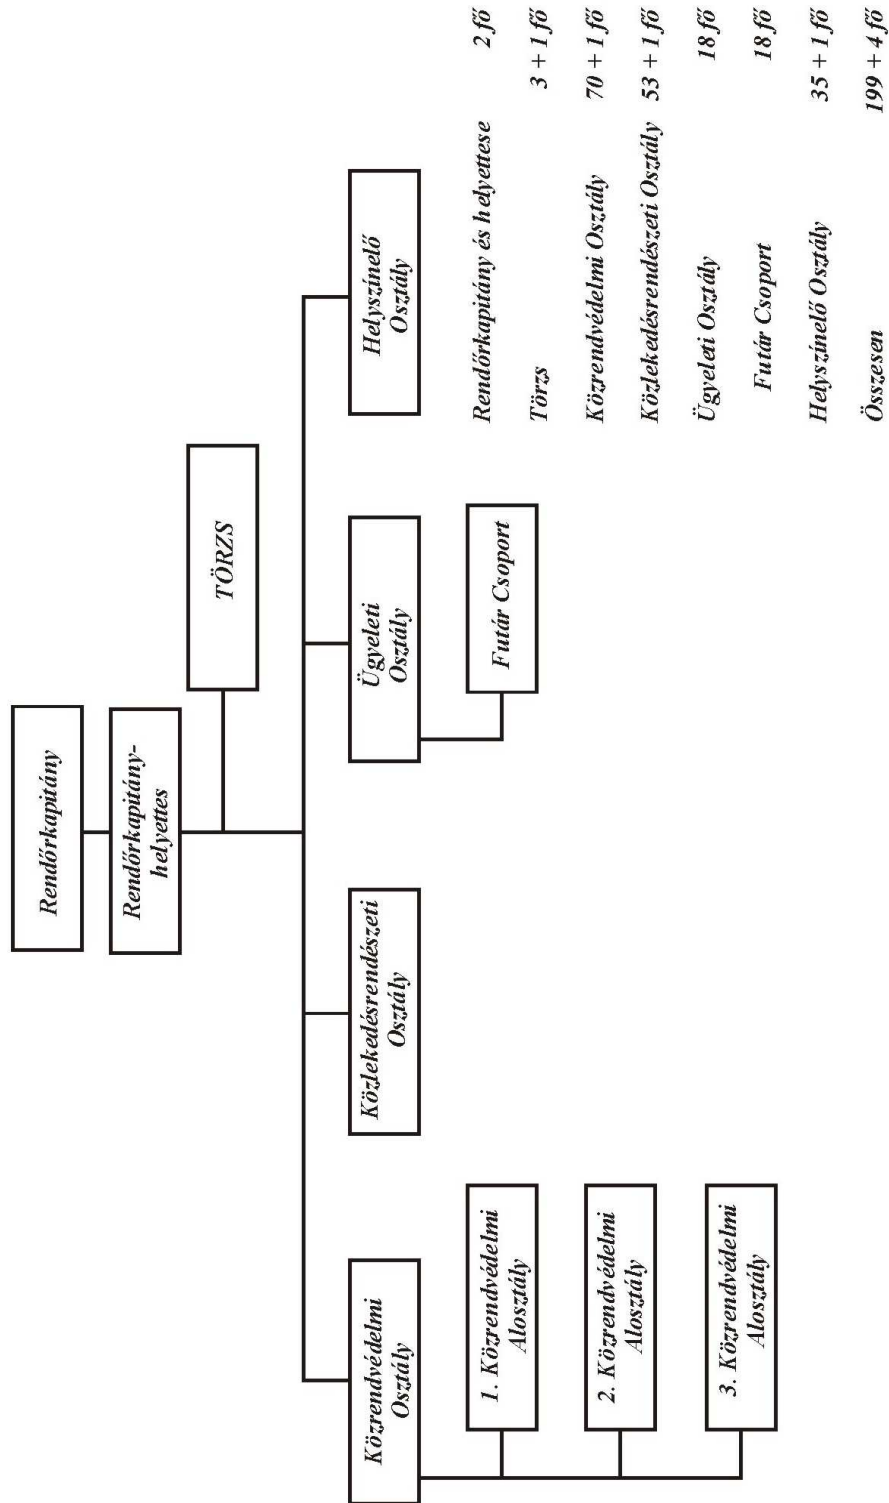 Rendőrkapitány
Rendőrkapitány-
helyettes
TÖRZS
Közrendvédelmi
Osztály
Közlekedésrendészeti
Osztály
Ügyeleti
Osztály
Helyszínelő
Osztály
1. Közrendvédelmi
Alosztály
2. Közrendvédelmi
Alosztály
3. Közrendvédelmi
Alosztály
Futár Csoport
Rendőrkapitány és helyettese 2 fő
Törzs 3 + 1 fő
Közrendvédelmi Osztály 70 + 1 fő
Közlekedésrendészeti Osztály 53 + 1 fő
Ügyeleti Osztály 18 fő
Futár Csoport 18 fő
Helyszínelő Osztály 35 + 1 fő
Összesen 199 + 4 fő